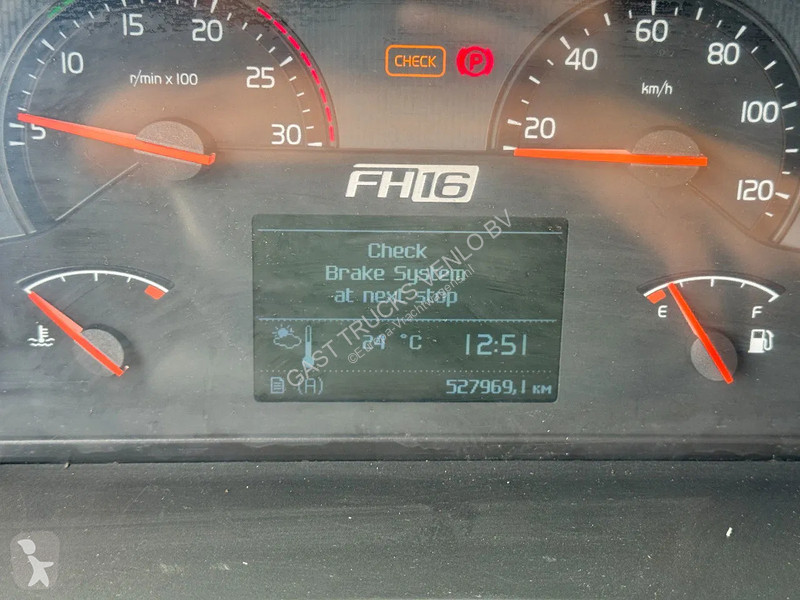 5 10 15 20 25 30
r/min x 100
CHECK
P
20 40 60 80 100 120
km/h
FH16
Check
Brake System
at next stop
24 °C 12:51
(A) 527969,1 KM
E F
GAST TRUCKS VENLO BV